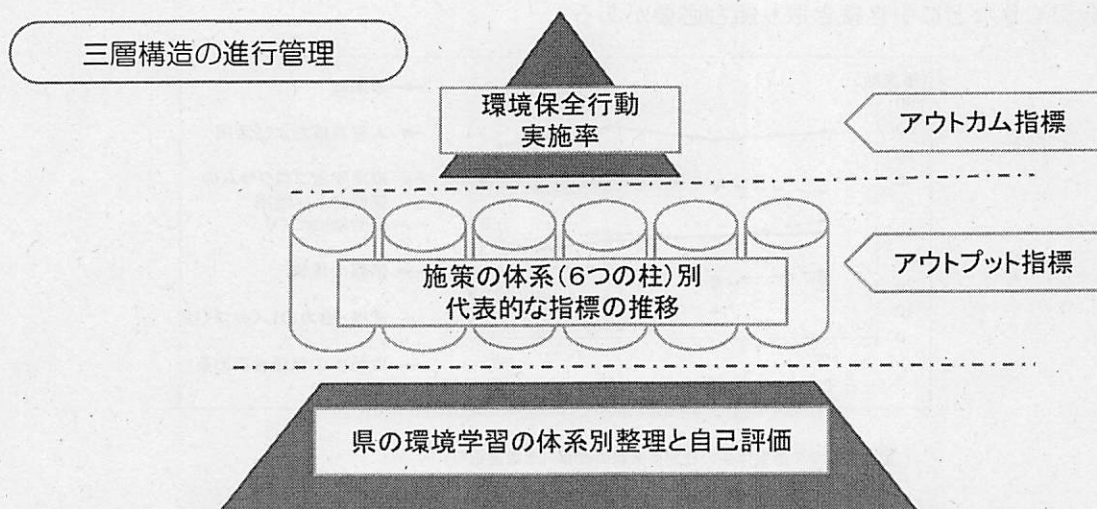 三層構造の進行管理
環境保全行動
実施率
アウトカム指標
施策の体系(6つの柱)別
代表的な指標の推移
アウトプット指標
県の環境学習の体系別整理と自己評価